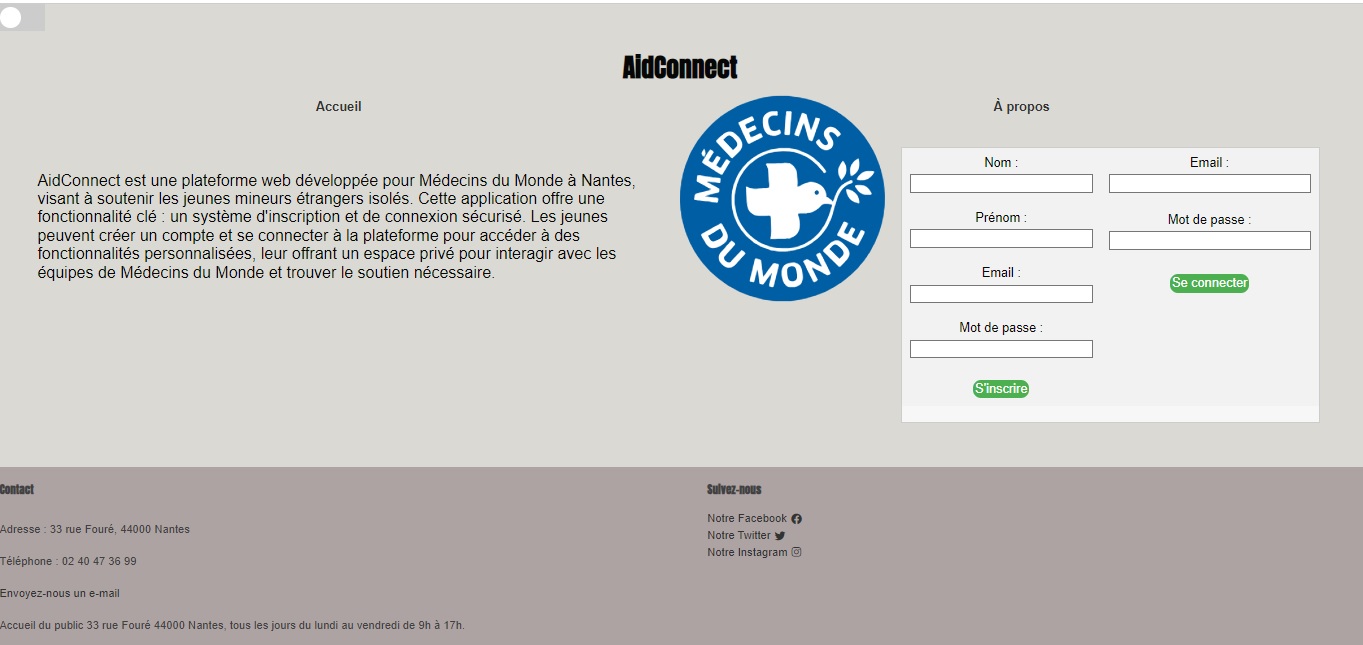 AidConnect
Accueil
À propos
AidConnect est une plateforme web développée pour Médecins du Monde à Nantes,
visant à soutenir les jeunes mineurs étrangers isolés. Cette application offre une
fonctionnalité clé : un système d'inscription et de connexion sécurisé. Les jeunes
peuvent créer un compte et se connecter à la plateforme pour accéder à des
fonctionnalités personnalisées, leur offrant un espace privé pour interagir avec les
équipes de Médecins du Monde et trouver le soutien nécessaire.
MÉDECINS
DU MONDE
Nom :
Prénom :
Email :
Mot de passe :
S'inscrire
Email :
Mot de passe :
Se connecter
Contact
Adresse : 33 rue Fouré, 44000 Nantes
Téléphone : 02 40 47 36 99
Envoyez-nous un e-mail
Accueil du public 33 rue Fouré 44000 Nantes, tous les jours du lundi au vendredi de 9h à 17h.
Suivez-nous
Notre Facebook
Notre Twitter
Notre Instagram